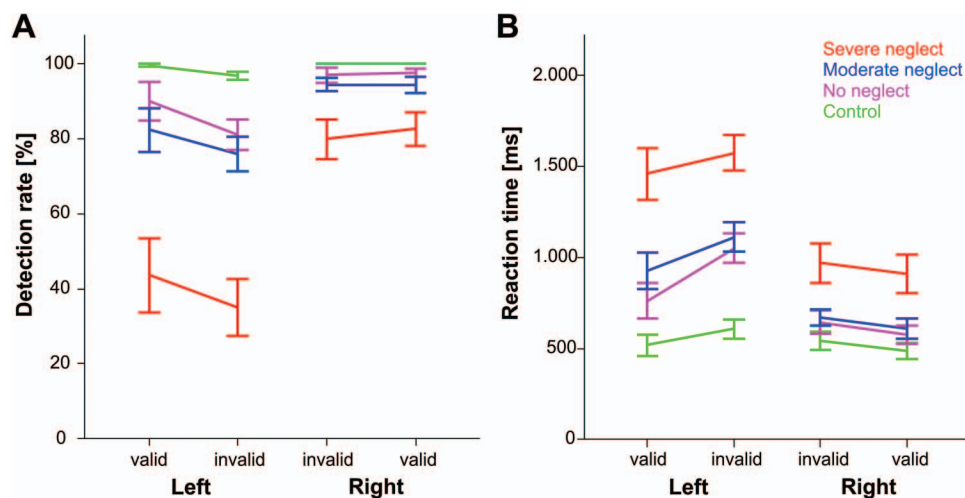 A
Detection rate [%]
100
80
60
40
20
0
valid invalid invalid valid
Left Right
B
Reaction time [ms]
2.000
1.500
1.000
500
0
Severe neglect
Moderate neglect
No neglect
Control
valid invalid invalid valid
Left Right